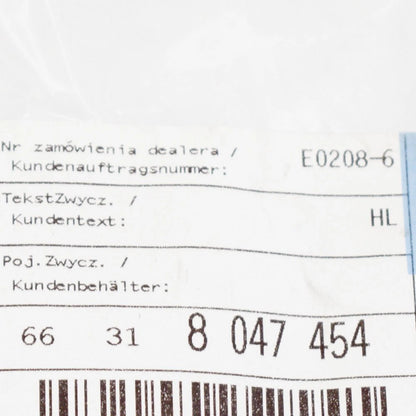 Nr zamówienia dealera / E0208-6
Kundenauftragsnummer:
TekstZwycz. /
Kundentext: HL
Poj.Zwycz. /
Kundenbehälter:
66 31 8 047 454